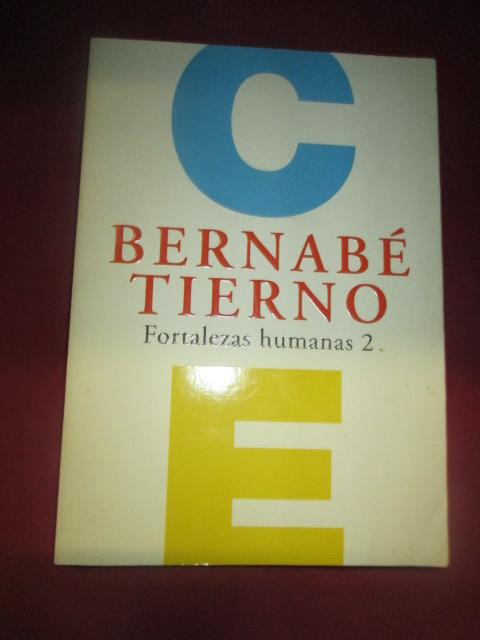 C
BERNABÉ
TIERNO
Fortalezas humanas 2
E